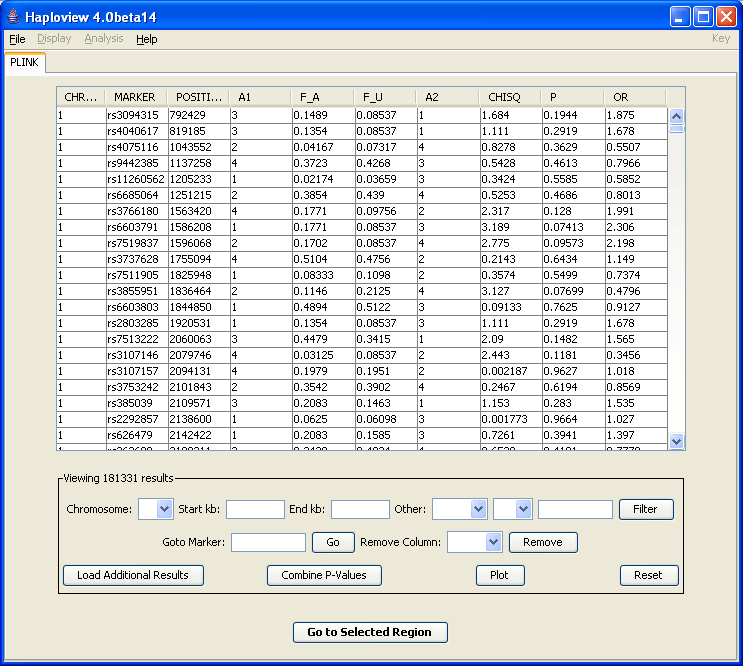 Haploview 4.0beta14
File Display Analysis Help Key
PLINK
CHR... MARKER POSITI... A1 F_A F_U A2 CHISQ P OR
1 rs3094315 792429 3 0.1489 0.08537 1 1.684 0.1944 1.875
1 rs4040617 819185 3 0.1354 0.08537 1 1.111 0.2919 1.678
1 rs4075116 1043552 2 0.04167 0.07317 4 0.8278 0.3629 0.5507
1 rs9442385 1137258 4 0.3723 0.4268 3 0.5428 0.4613 0.7966
1 rs11260562 1205233 1 0.02174 0.03659 3 0.3424 0.5585 0.5852
1 rs6685064 1251215 2 0.3854 0.439 4 0.5253 0.4686 0.8013
1 rs3766180 1563420 4 0.1771 0.09756 2 2.317 0.128 1.991
1 rs6603791 1586208 1 0.1771 0.08537 3 3.189 0.07413 2.306
1 rs7519837 1596068 2 0.1702 0.08537 4 2.775 0.09573 2.198
1 rs3737628 1755094 4 0.5104 0.4756 2 0.2143 0.6434 1.149
1 rs7511905 1825948 1 0.08333 0.1098 2 0.3574 0.5499 0.7374
1 rs3855951 1836464 2 0.1146 0.2125 4 3.127 0.07699 0.4796
1 rs6603803 1844850 1 0.4894 0.5122 3 0.09133 0.7625 0.9127
1 rs2803285 1920531 1 0.1354 0.08537 3 1.111 0.2919 1.678
1 rs7513222 2060063 3 0.4479 0.3415 1 2.09 0.1482 1.565
1 rs3107146 2079746 4 0.03125 0.08537 2 2.443 0.1181 0.3456
1 rs3107157 2094131 4 0.1979 0.1951 2 0.002187 0.9627 1.018
1 rs3753242 2101843 2 0.3542 0.3902 4 0.2467 0.6194 0.8569
1 rs385039 2109571 3 0.2083 0.1463 1 1.153 0.283 1.535
1 rs2292857 2138600 1 0.0625 0.06098 3 0.001773 0.9664 1.027
1 rs626479 2142422 1 0.2083 0.1585 3 0.7261 0.3941 1.397
Viewing 181331 results
Chromosome: Start kb: End kb: Other: Filter
Goto Marker: Go Remove Column: Remove
Load Additional Results Combine P-Values Plot Reset
Go to Selected Region